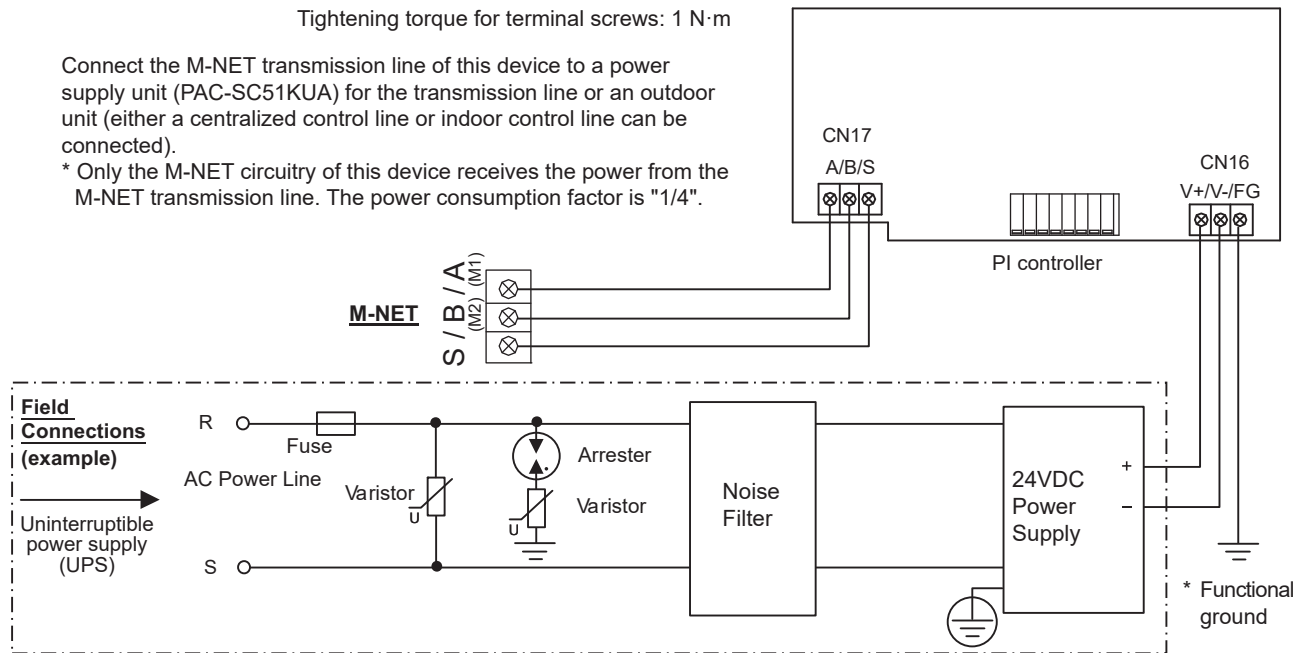 Tightening torque for terminal screws: 1 N·m
Connect the M-NET transmission line of this device to a power
supply unit (PAC-SC51KUA) for the transmission line or an outdoor
unit (either a centralized control line or indoor control line can be
connected).
* Only the M-NET circuitry of this device receives the power from the
M-NET transmission line. The power consumption factor is "1/4".
CN17
A/B/S
CN16
V+/V-/FG
PI controller
M-NET
S / B / A
(M2) (M1)
Field
Connections
(example)
Uninterruptible
power supply
(UPS)
R
Fuse
AC Power Line
S
Varistor
U
Arrester
Varistor
U
Noise
Filter
24VDC
Power
Supply
+
−
* Functional
ground